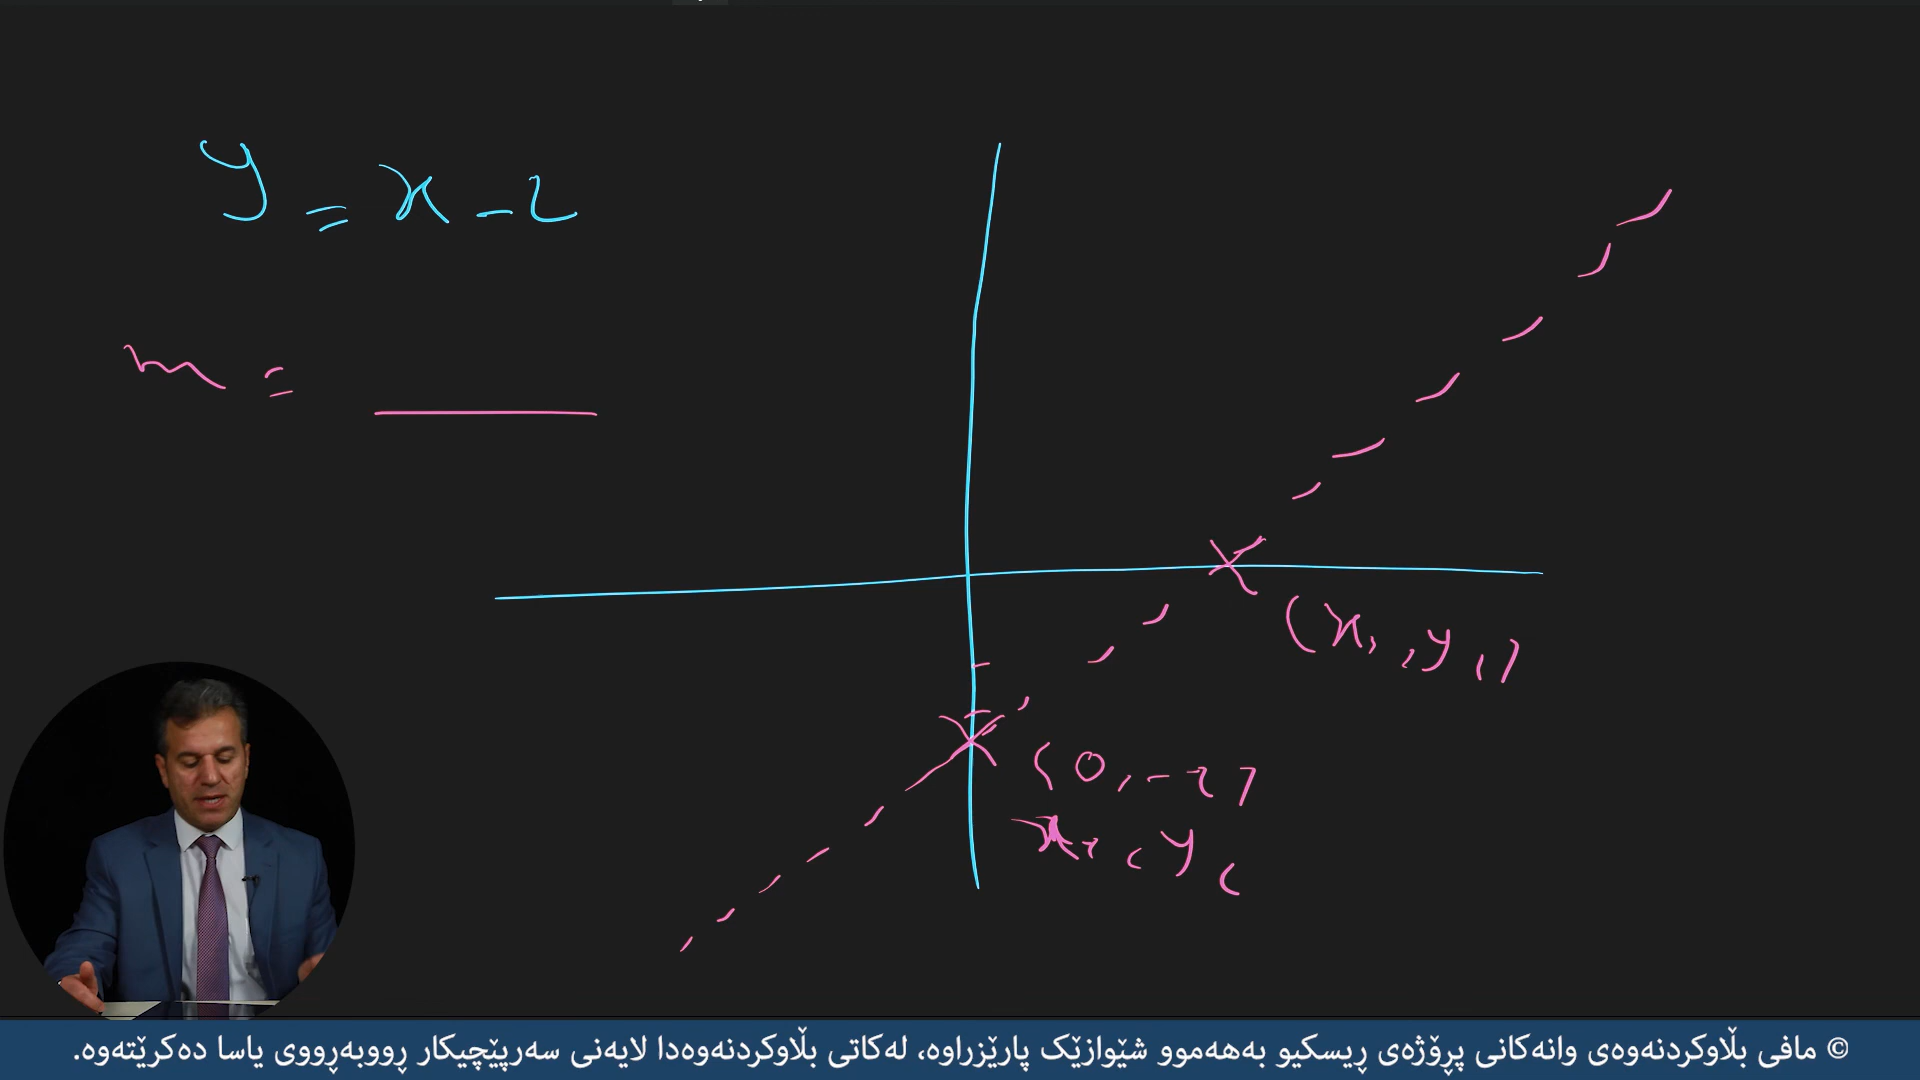 y = x - 2
m =
(x₁, y₁)
(0, -2)
x₂, y₂
© مافی بڵاوکردنەوەی وانەکانی پڕۆژەی ڕیسکیو بەهەموو شێوازێک پارێزراوە، لەکاتی بڵاوکردنەوەدا لایەنی سەرپێچیکار ڕووبەڕووی یاسا دەکرێتەوە.